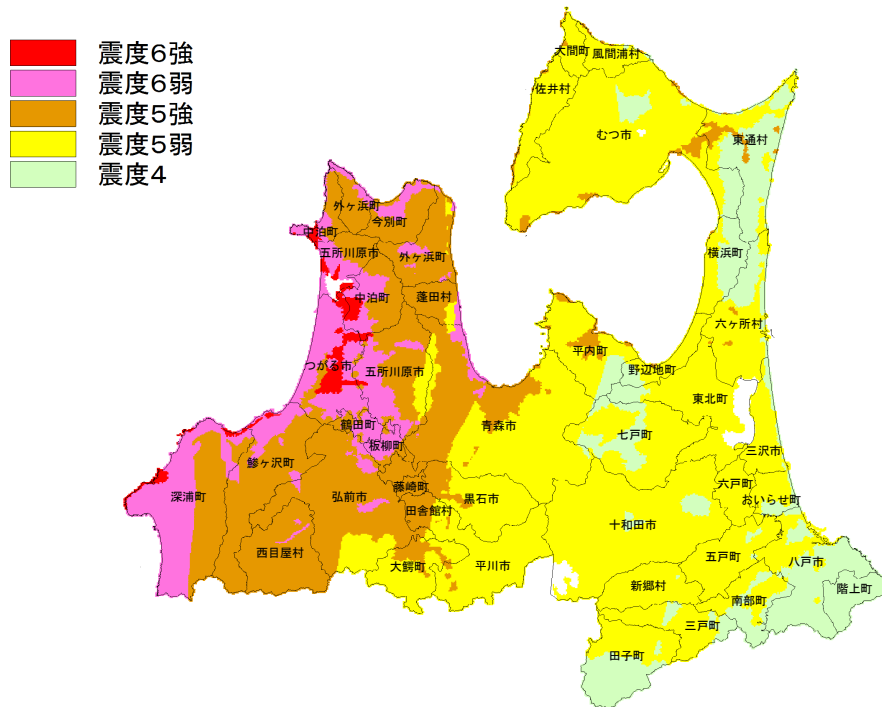 震度６強
震度６弱
震度５強
震度５弱
震度４
大間町
風間浦村
佐井村
むつ市
東通村
外ヶ浜町
今別町
中泊町
五所川原市
外ヶ浜町
横浜町
中泊町
蓬田村
六ヶ所村
平内町
つがる市
五所川原市
野辺地町
東北町
鶴田町
青森市
七戸町
板柳町
三沢市
鰺ヶ沢町
藤崎町
六戸町
深浦町
弘前市
黒石市
おいらせ町
田舎館村
十和田市
西目屋村
大鰐町
平川市
五戸町
八戸市
新郷村
階上町
南部町
三戸町
田子町